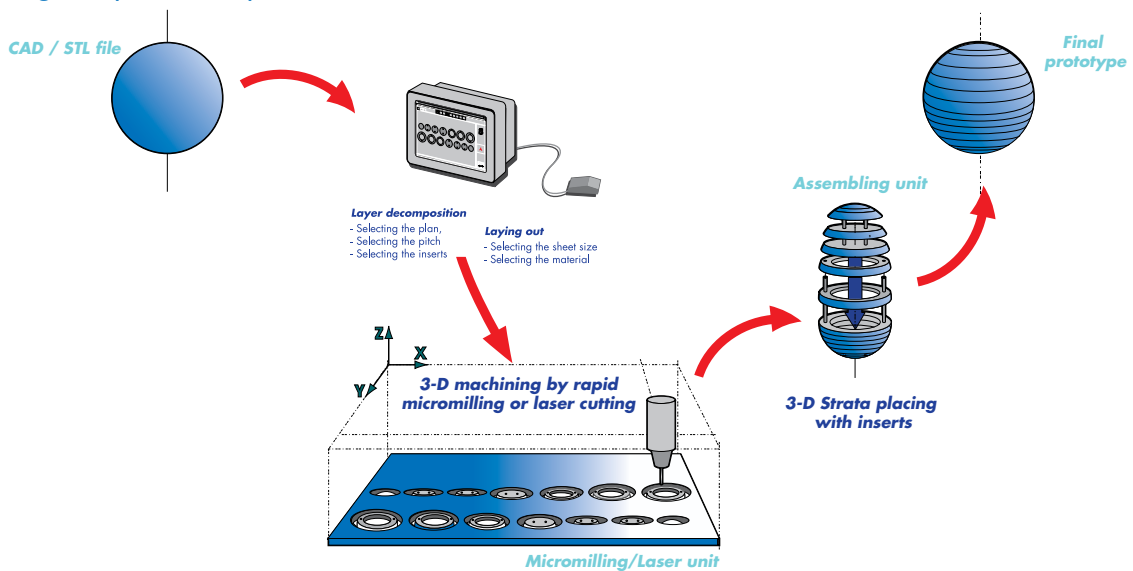 CAD / STL file
Final
prototype
Assembling unit
Layer decomposition
- Selecting the plan,
- Selecting the pitch
- Selecting the inserts
Laying out
- Selecting the sheet size
- Selecting the material
Z
X
Y
3-D machining by rapid
micromilling or laser cutting
3-D Strata placing
with inserts
Micromilling/Laser unit